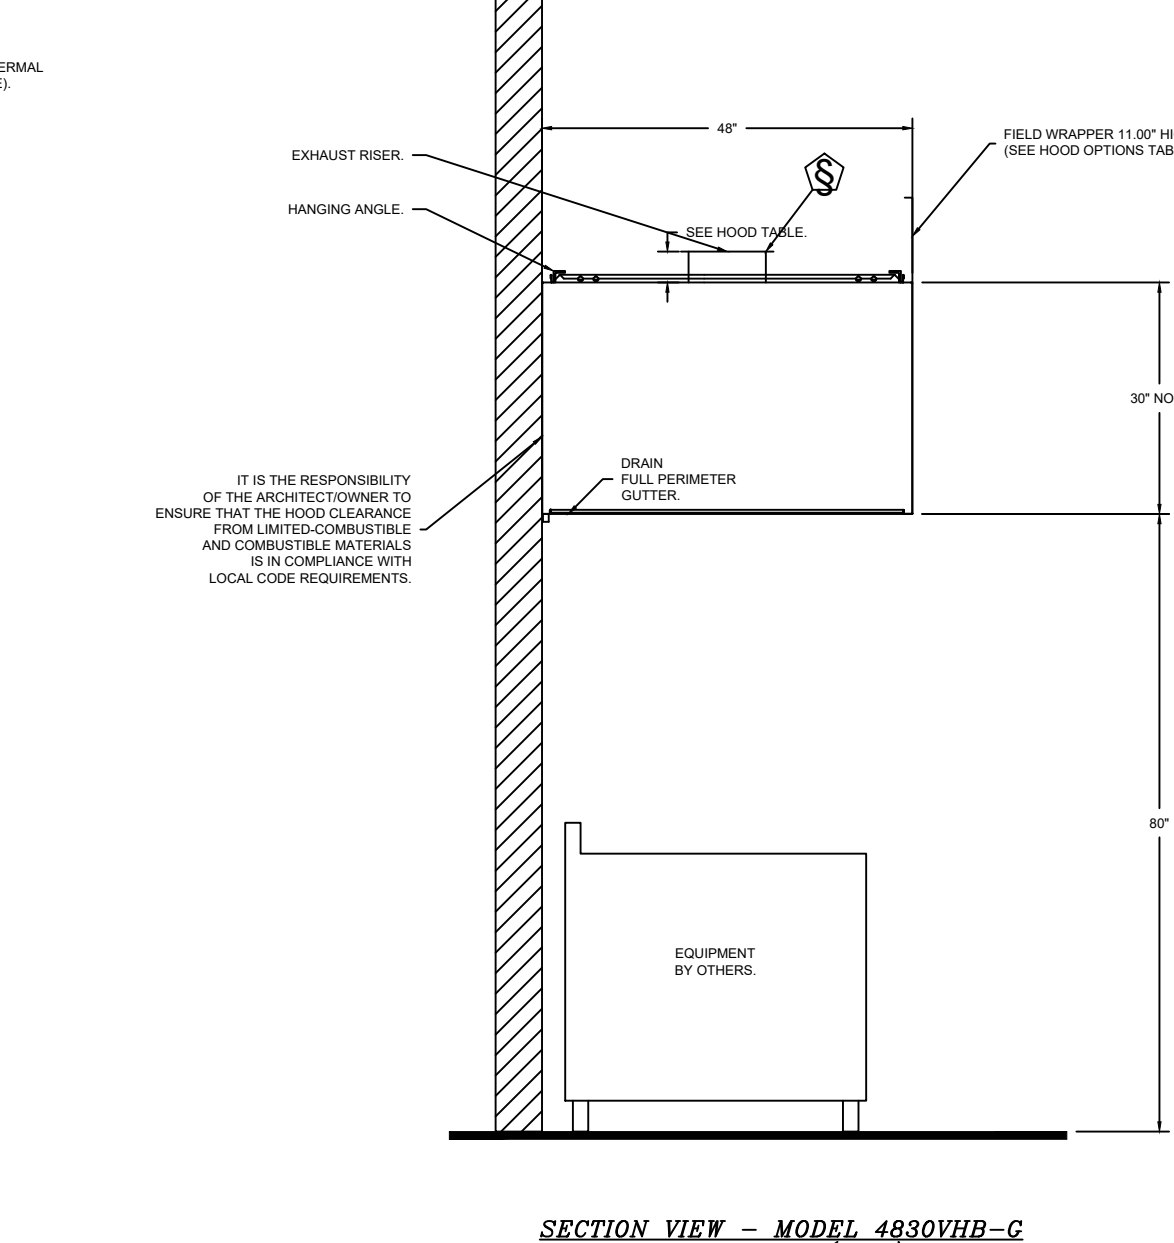 ERMAL
E).
48"
EXHAUST RISER.
FIELD WRAPPER 11.00" HI
(SEE HOOD OPTIONS TAB
§
HANGING ANGLE.
SEE HOOD TABLE.
30" NO
DRAIN
FULL PERIMETER
GUTTER.
IT IS THE RESPONSIBILITY
OF THE ARCHITECT/OWNER TO
ENSURE THAT THE HOOD CLEARANCE
FROM LIMITED-COMBUSTIBLE
AND COMBUSTIBLE MATERIALS
IS IN COMPLIANCE WITH
LOCAL CODE REQUIREMENTS.
80"
EQUIPMENT
BY OTHERS.
SECTION VIEW - MODEL 4830VHB-G